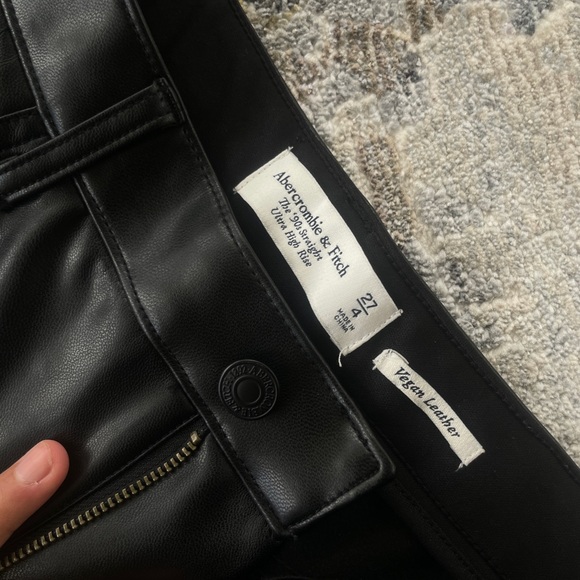 Abercrombie & Fitch
The '90s Straight
Ultra High Rise
27
4
MADE IN
CHINA
Vegan Leather